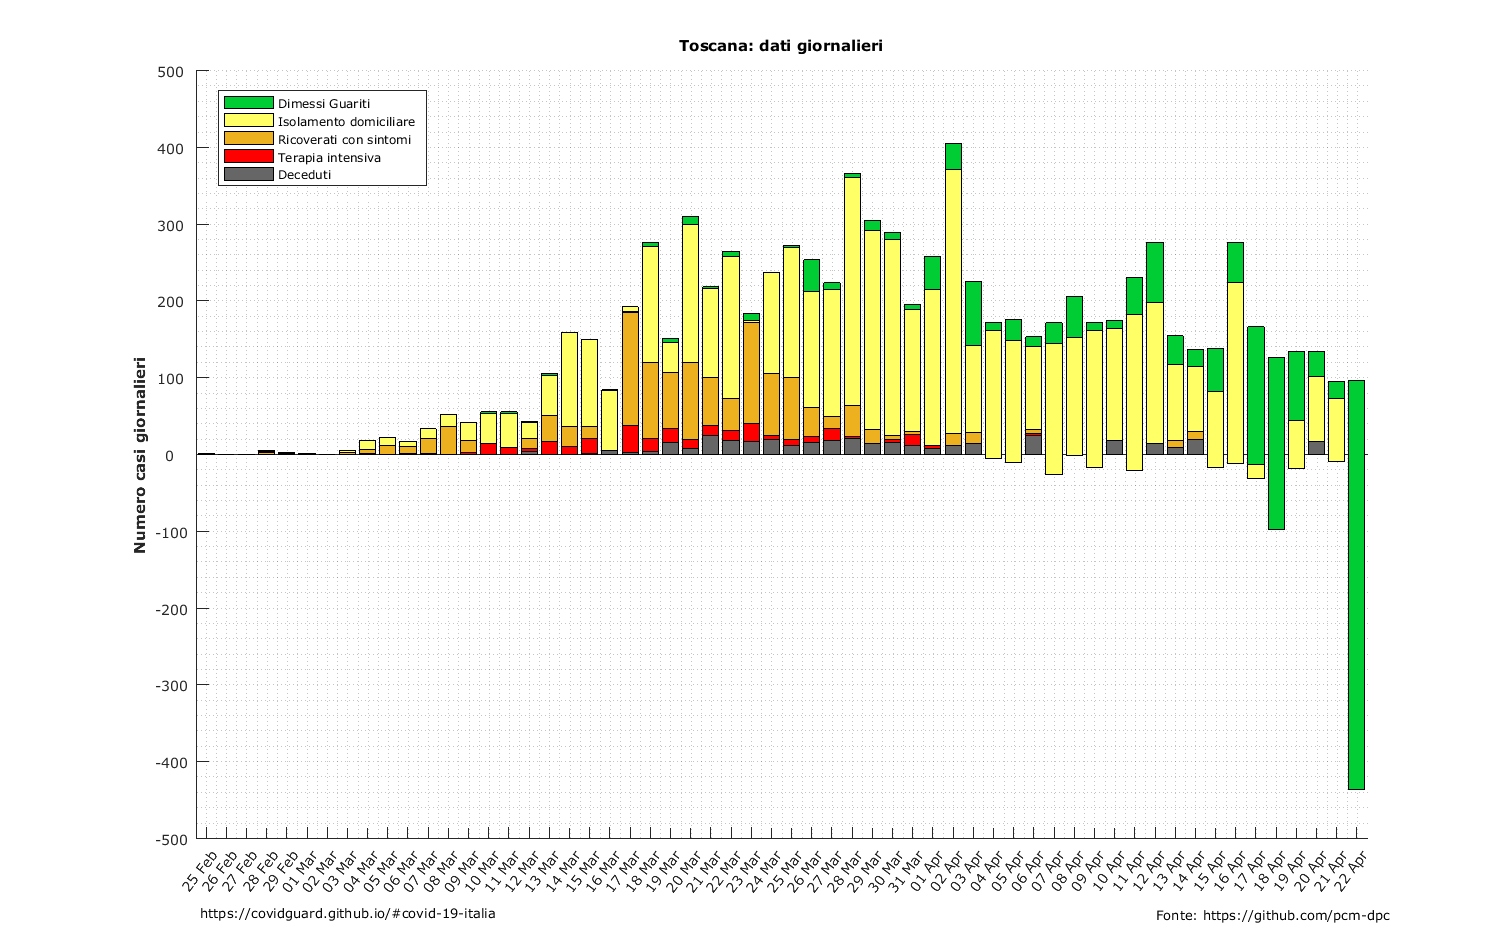 Toscana: dati giornalieri
500
400
300
200
100
0
-100
-200
-300
-400
-500
Numero casi giornalieri
Dimessi Guariti
Isolamento domiciliare
Ricoverati con sintomi
Terapia intensiva
Deceduti
25 Feb
26 Feb
27 Feb
28 Feb
29 Feb
01 Mar
02 Mar
03 Mar
04 Mar
05 Mar
06 Mar
07 Mar
08 Mar
09 Mar
10 Mar
11 Mar
12 Mar
13 Mar
14 Mar
15 Mar
16 Mar
17 Mar
18 Mar
19 Mar
20 Mar
21 Mar
22 Mar
23 Mar
24 Mar
25 Mar
26 Mar
27 Mar
28 Mar
29 Mar
30 Mar
31 Mar
01 Apr
02 Apr
03 Apr
04 Apr
05 Apr
06 Apr
07 Apr
08 Apr
09 Apr
10 Apr
11 Apr
12 Apr
13 Apr
14 Apr
15 Apr
16 Apr
17 Apr
18 Apr
19 Apr
20 Apr
21 Apr
22 Apr
https://covidguard.github.io/#covid-19-italia
Fonte: https://github.com/pcm-dpc